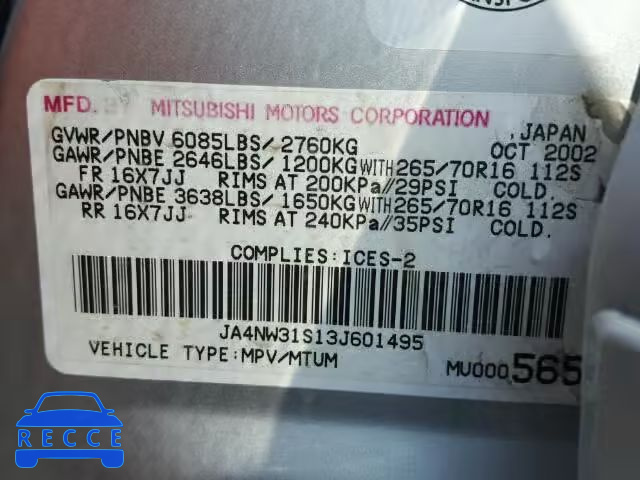 NSPO
MFD. BY MITSUBISHI MOTORS CORPORATION
,JAPAN
GVWR/PNBV 6085LBS/2760KG OCT 2002
GAWR/PNBE 2646LBS/1200KG WITH 265/70R16 112S
FR 16X7JJ RIMS AT 200KPa//29PSI COLD.
GAWR/PNBE 3638LBS/1650KG WITH 265/70R16 112S
RR 16X7JJ RIMS AT 240KPa//35PSI COLD.
COMPLIES:ICES-2
JA4NW31S13J601495
VEHICLE TYPE:MPV/MTUM
MU000565
RECCE